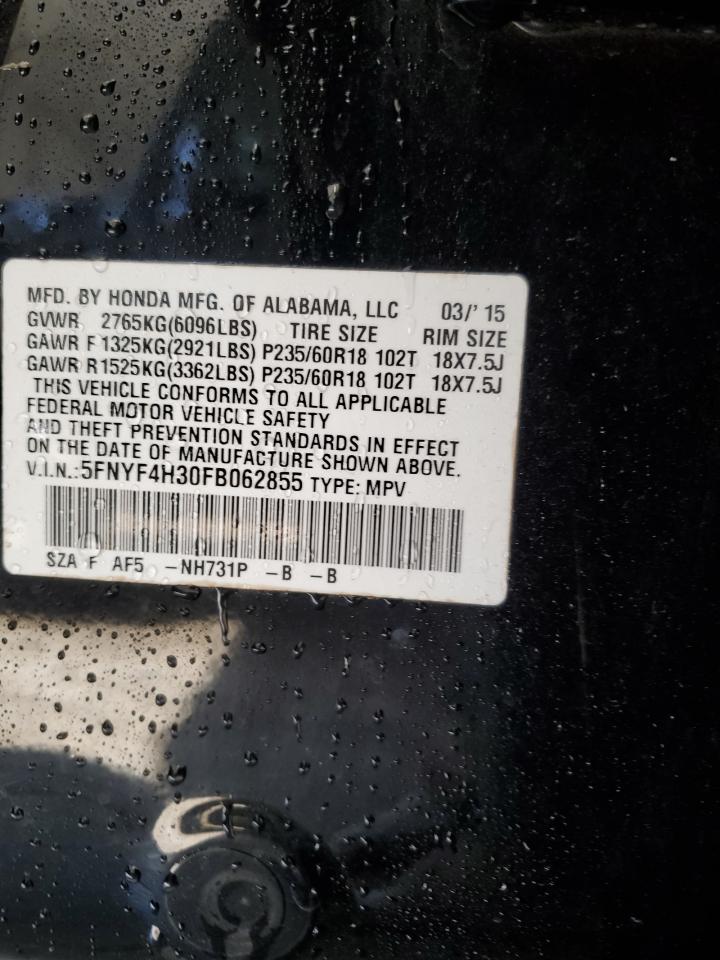 MFD. BY HONDA MFG. OF ALABAMA, LLC 03/' 15
GVWR 2765KG(6096LBS) TIRE SIZE RIM SIZE
GAWR F 1325KG(2921LBS) P235/60R18 102T 18X7.5J
GAWR R1525KG(3362LBS) P235/60R18 102T 18X7.5J
THIS VEHICLE CONFORMS TO ALL APPLICABLE
FEDERAL MOTOR VEHICLE SAFETY
AND THEFT PREVENTION STANDARDS IN EFFECT
ON THE DATE OF MANUFACTURE SHOWN ABOVE.
V.I.N.:5FNYF4H30FB062855 TYPE: MPV
SZA F AF5 -NH731P -B -B